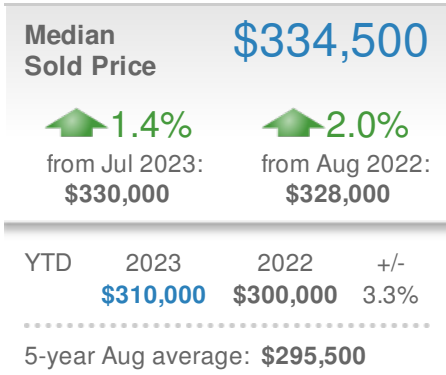 Median $334,500
Sold Price
1.4% 2.0%
from Jul 2023: from Aug 2022:
$330,000 $328,000
YTD 2023 2022 +/-
$310,000 $300,000 3.3%
5-year Aug average: $295,500